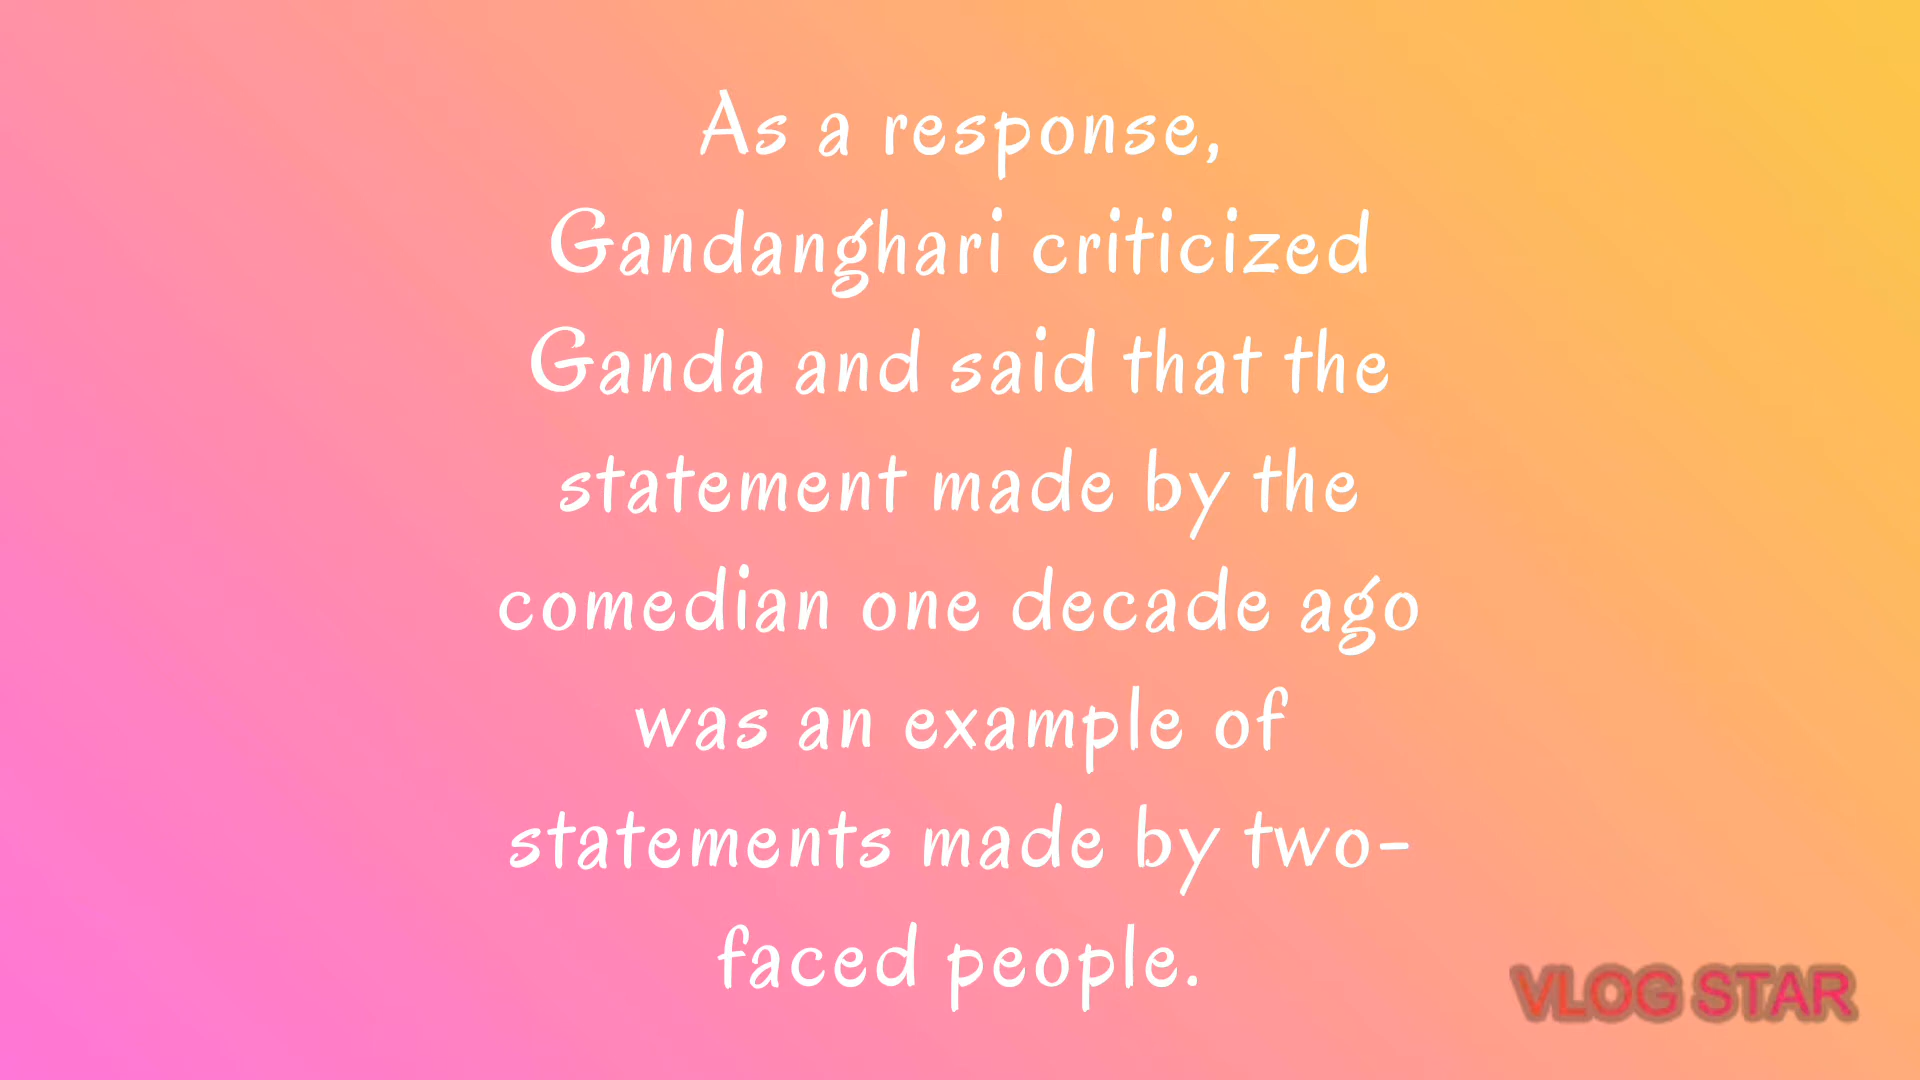 As a response,
Gandanghari criticized
Ganda and said that the
statement made by the
comedian one decade ago
was an example of
statements made by two-
faced people.
VLOG STAR